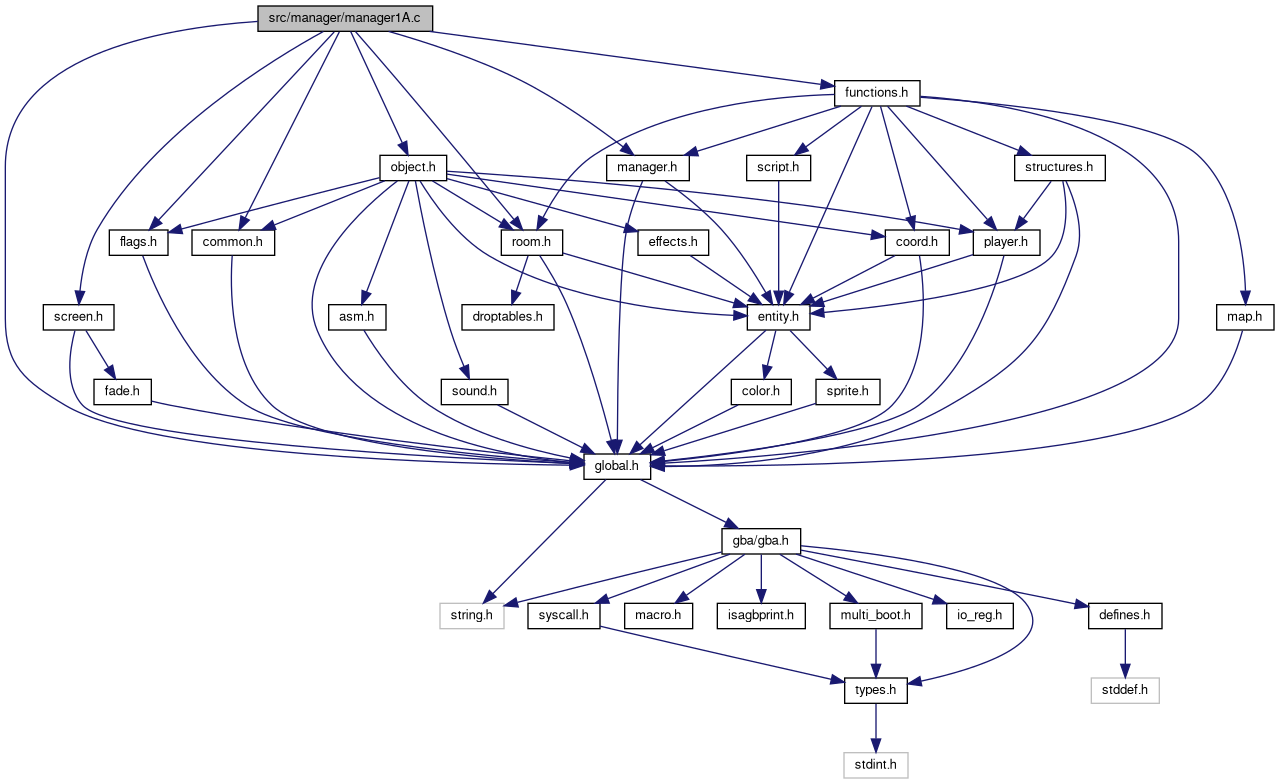 src/manager/manager1A.c
functions.h
object.h
manager.h
script.h
structures.h
flags.h
common.h
room.h
effects.h
coord.h
player.h
screen.h
asm.h
droptables.h
entity.h
map.h
fade.h
sound.h
color.h
sprite.h
global.h
gba/gba.h
string.h
syscall.h
macro.h
isagbprint.h
multi_boot.h
io_reg.h
defines.h
types.h
stddef.h
stdint.h